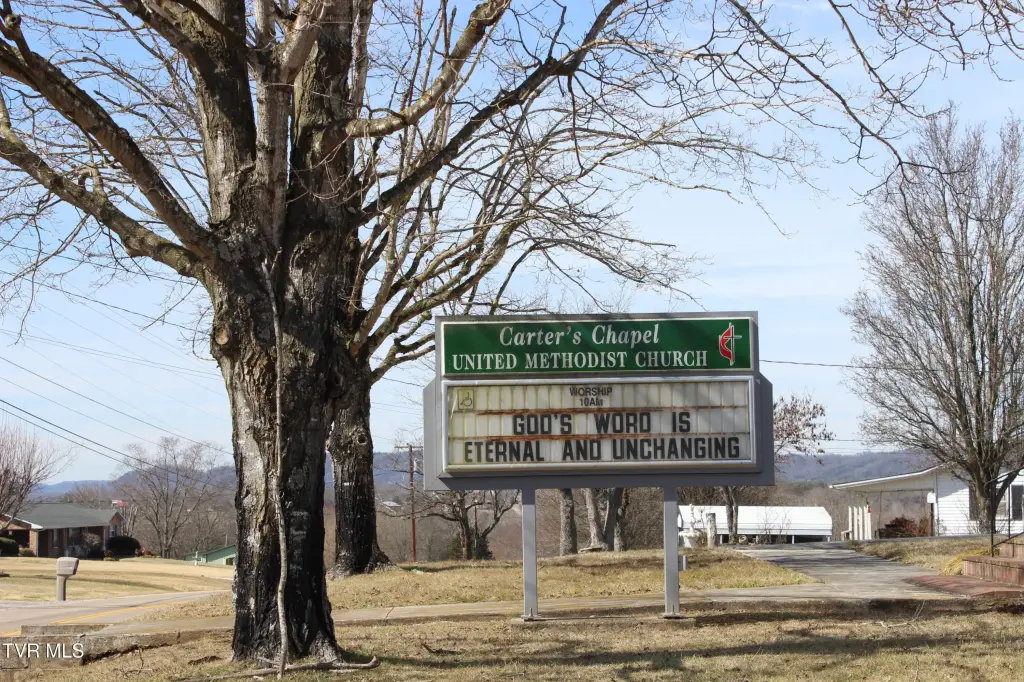 Carter's Chapel
UNITED METHODIST CHURCH
WORSHIP
10AM
GOD'S WORD IS
ETERNAL AND UNCHANGING
TVR MLS